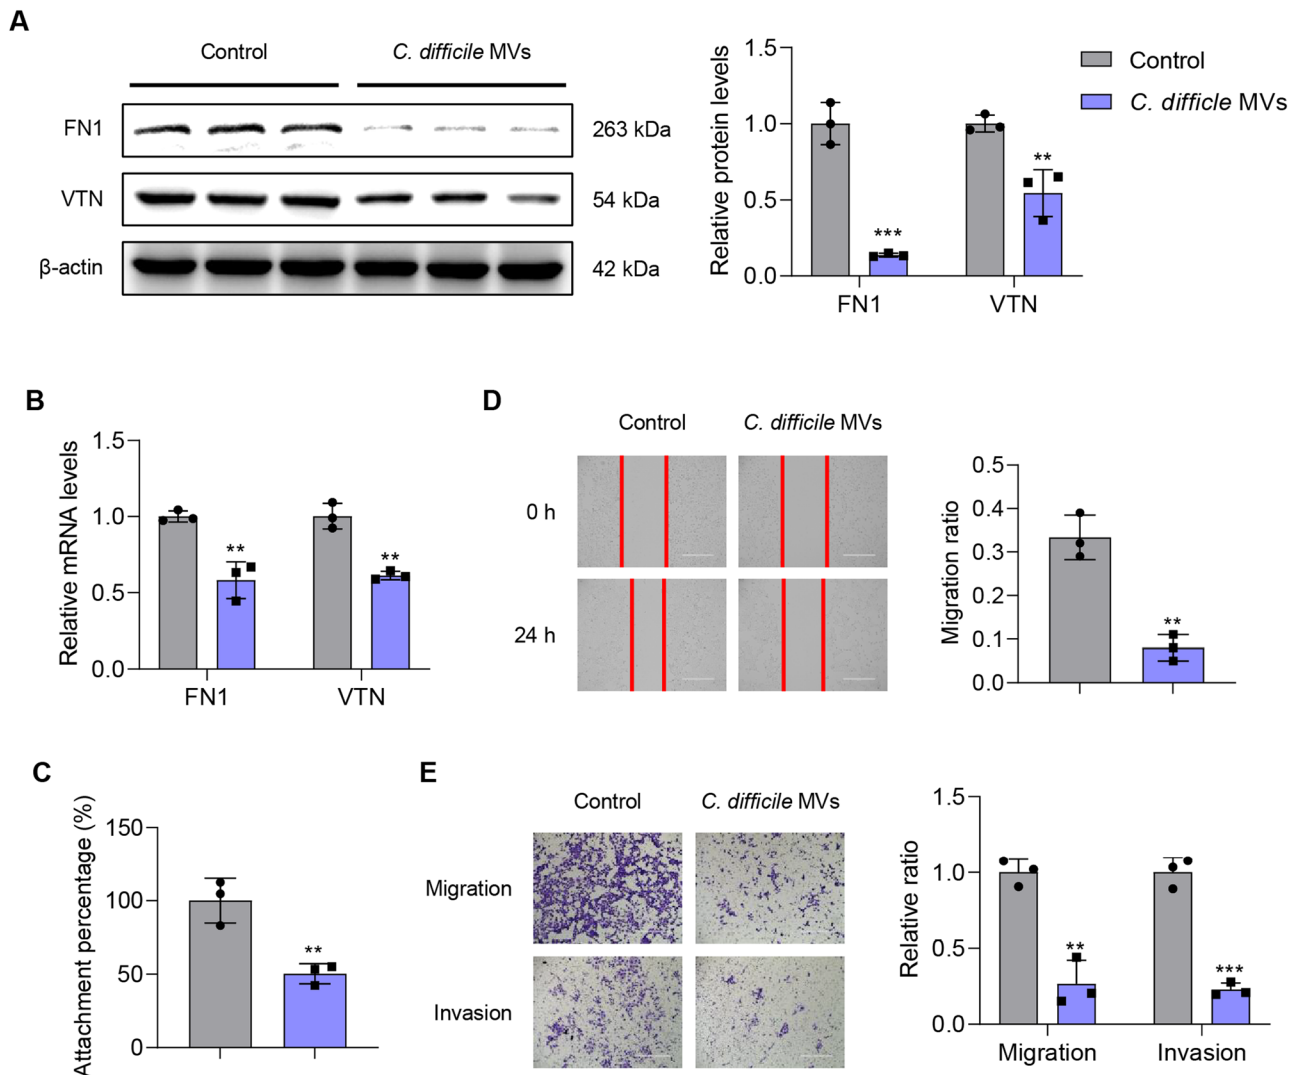 A
Control
C. difficile MVs
FN1
263 kDa
VTN
54 kDa
β-actin
42 kDa
Relative protein levels
1.5
1.0
0.5
0.0
***
**
FN1
VTN
Control
C. difficle MVs
B
Relative mRNA levels
1.5
1.0
0.5
0.0
**
**
FN1
VTN
D
Control
C. difficile MVs
0 h
24 h
Migration ratio
0.5
0.4
0.3
0.2
0.1
0.0
**
C
Attachment percentage (%)
150
100
50
0
**
E
Control
C. difficile MVs
Migration
Invasion
Relative ratio
1.5
1.0
0.5
0.0
**
***
Migration
Invasion